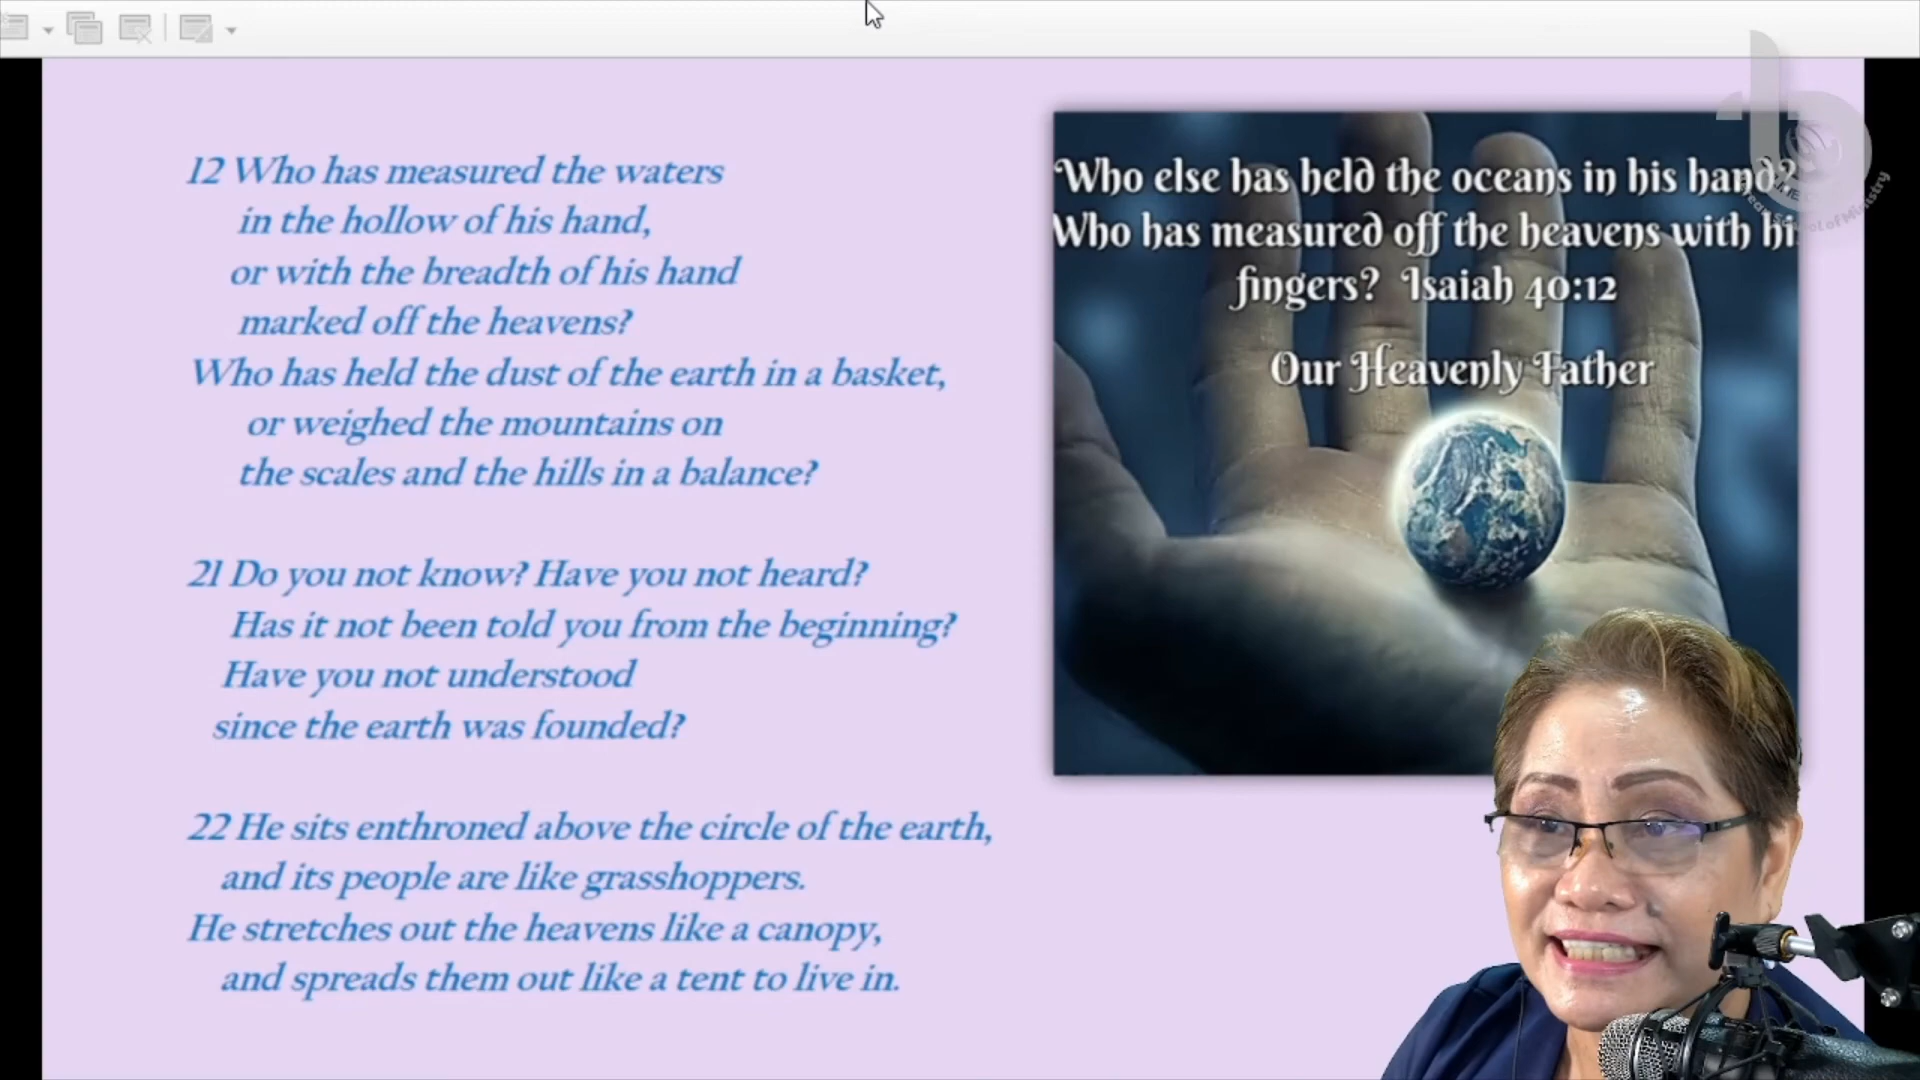 12 Who has measured the waters
in the hollow of his hand,
or with the breadth of his hand
marked off the heavens?
Who has held the dust of the earth in a basket,
or weighed the mountains on
the scales and the hills in a balance?
21 Do you not know? Have you not heard?
Has it not been told you from the beginning?
Have you not understood
since the earth was founded?
22 He sits enthroned above the circle of the earth,
and its people are like grasshoppers.
He stretches out the heavens like a canopy,
and spreads them out like a tent to live in.
Who else has held the oceans in his hand?
Who has measured off the heavens with hi
fingers? Isaiah 40:12
Our Heavenly Father
of Ministry